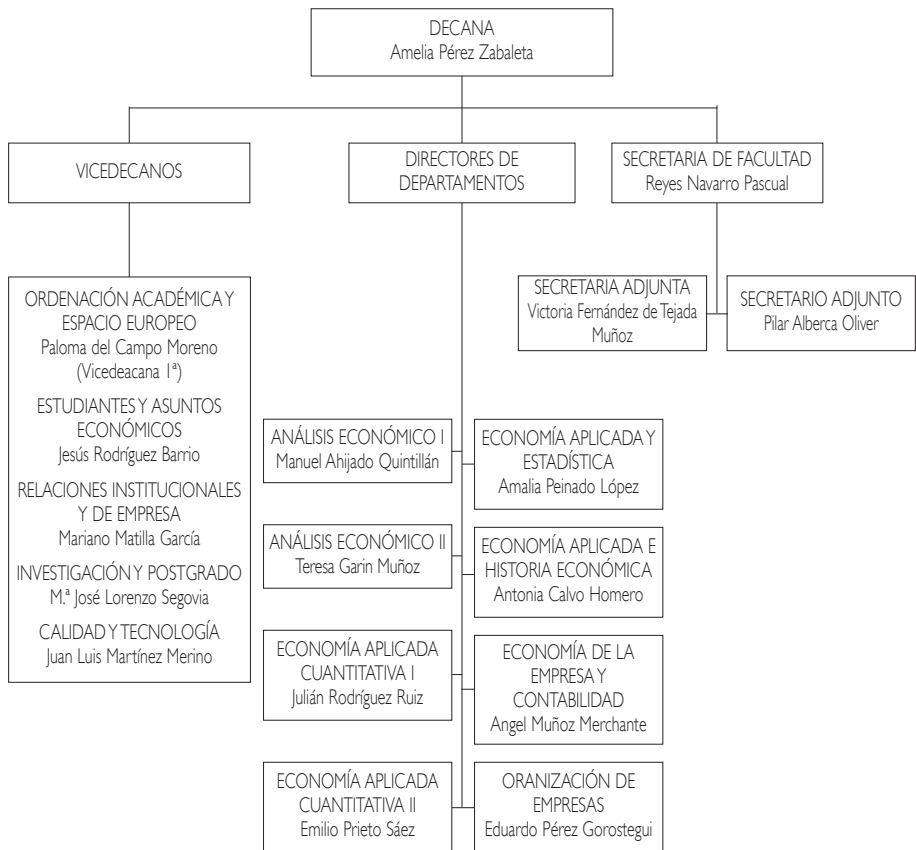 DECANA
Amelia Pérez Zabaleta
VICEDECANOS
DIRECTORES DE
DEPARTAMENTOS
SECRETARIA DE FACULTAD
Reyes Navarro Pascual
ORDENACIÓN ACADÉMICA Y
ESPACIO EUROPEO
Paloma del Campo Moreno
(Vicedeacana 1ª)
ESTUDIANTES Y ASUNTOS
ECONÓMICOS
Jesús Rodríguez Barrio
RELACIONES INSTITUCIONALES
Y DE EMPRESA
Mariano Matilla García
INVESTIGACIÓN Y POSTGRADO
M.ª José Lorenzo Segovia
CALIDAD Y TECNOLOGÍA
Juan Luis Martínez Merino
SECRETARIA ADJUNTA
Victoria Fernández de Tejada
Muñoz
SECRETARIO ADJUNTO
Pilar Alberca Oliver
ANÁLISIS ECONÓMICO I
Manuel Ahijado Quintillán
ECONOMÍA APLICADA Y
ESTADÍSTICA
Amalia Peinado López
ANÁLISIS ECONÓMICO II
Teresa Garin Muñoz
ECONOMÍA APLICADA E
HISTORIA ECONÓMICA
Antonia Calvo Homero
ECONOMÍA APLICADA
CUANTITATIVA I
Julián Rodríguez Ruiz
ECONOMÍA DE LA
EMPRESA Y
CONTABILIDAD
Angel Muñoz Merchante
ECONOMÍA APLICADA
CUANTITATIVA II
Emilio Prieto Sáez
ORANIZACIÓN DE
EMPRESAS
Eduardo Pérez Gorostegui